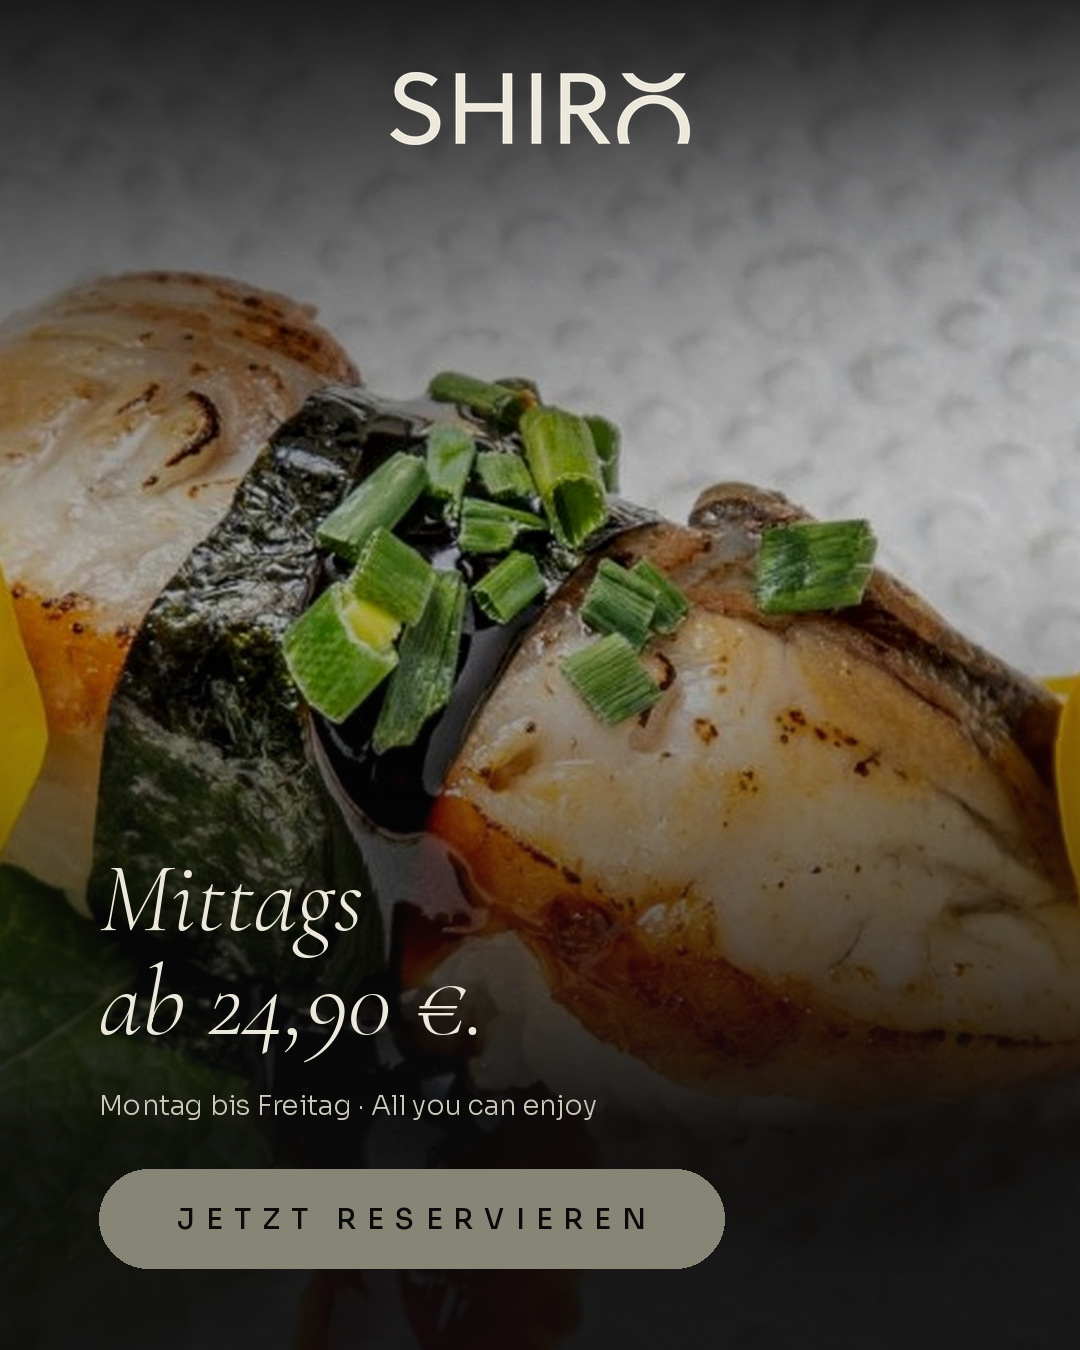 SHIRO
Mittags
ab 24,90 €.
Montag bis Freitag · All you can enjoy
JETZT RESERVIEREN